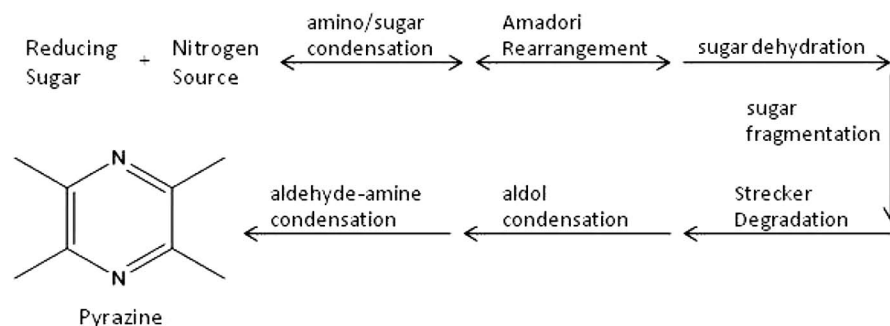 Reducing Sugar
+
Nitrogen Source
amino/sugar condensation
Amadori Rearrangement
sugar dehydration
sugar fragmentation
Strecker Degradation
aldol condensation
aldehyde-amine condensation
N
N
Pyrazine